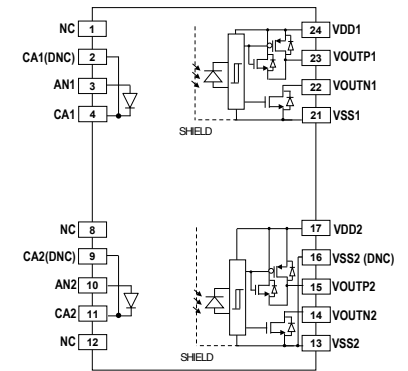 NC 1
CA1(DNC) 2
AN1 3
CA1 4
24 VDD1
23 VOUTP1
22 VOUTN1
21 VSS1
SHIELD
NC 8
CA2(DNC) 9
AN2 10
CA2 11
NC 12
17 VDD2
16 VSS2 (DNC)
15 VOUTP2
14 VOUTN2
13 VSS2
SHIELD